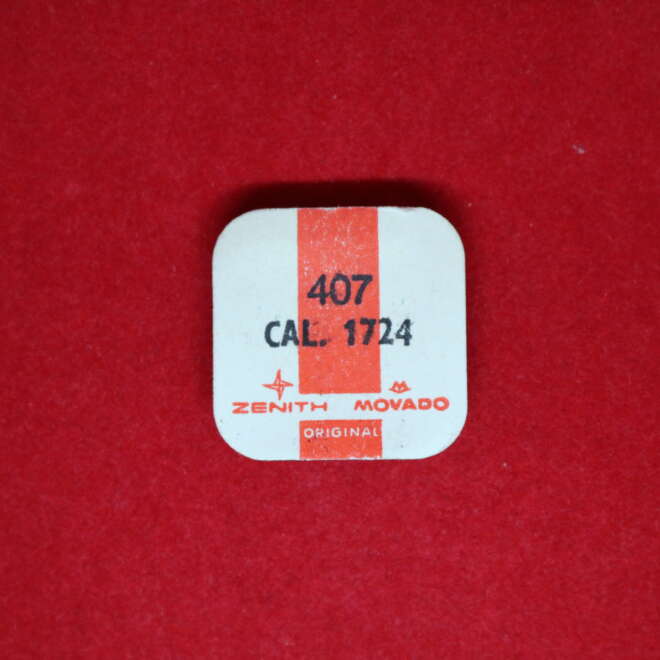 407
CAL. 1724
ZENITH MOVADO
ORIGINAL